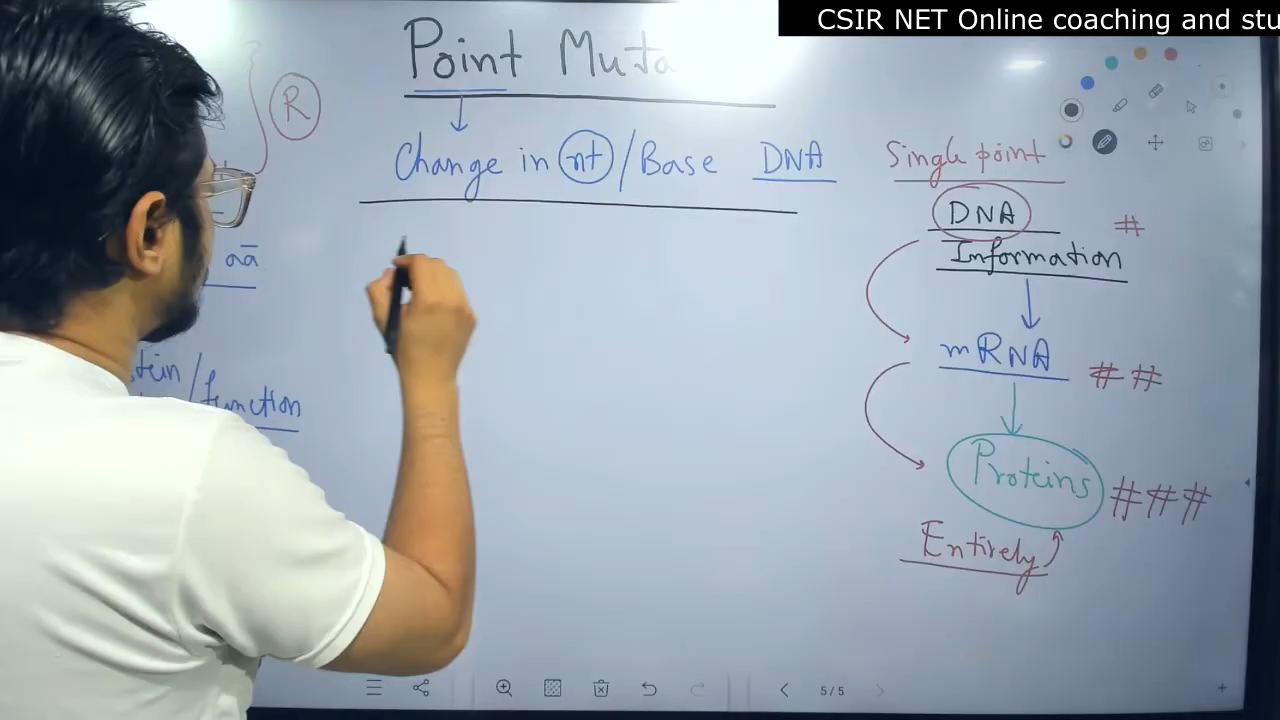 CSIR NET Online coaching and stu
Point Muta
Change in nt/Base DNA
R
aā
tein/function
Single point
DNA #
Information
mRNA ##
Proteins ###
Entirely
5/5